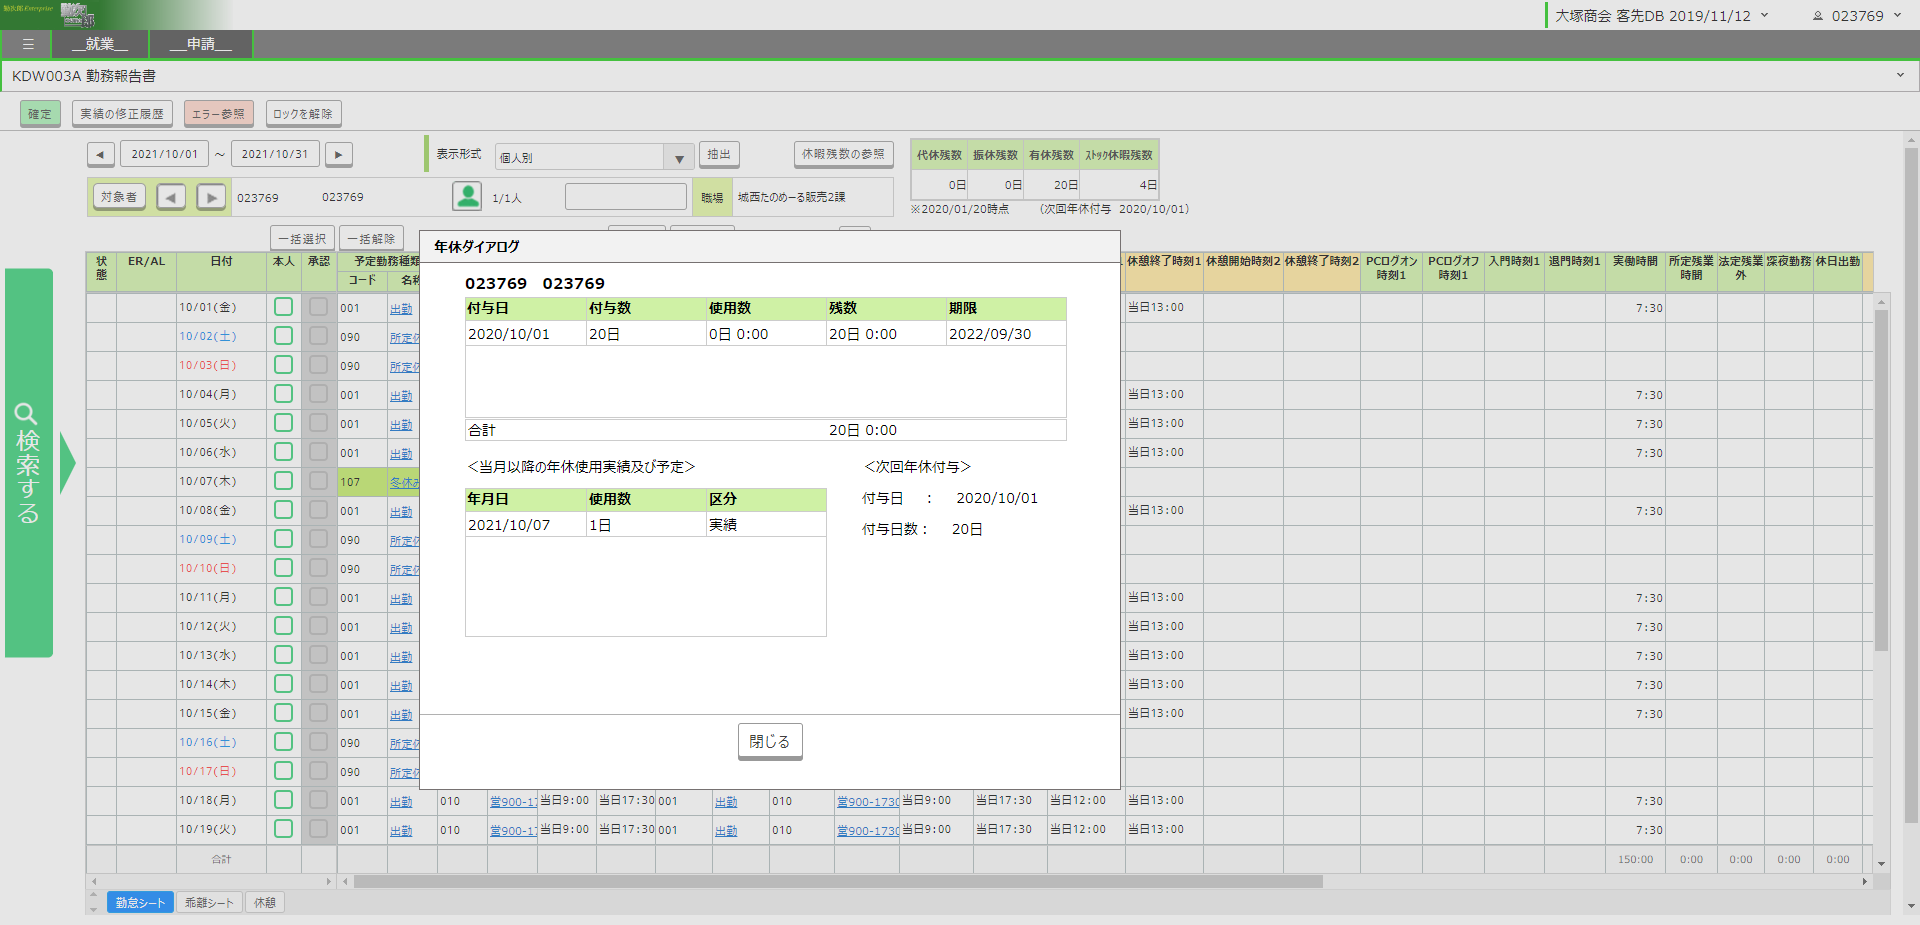 勤次郎 Enterprise
大塚商会 客先DB 2019/11/12
023769
__就業__
__申請__
KDW003A 勤務報告書
確定
実績の修正履歴
エラー参照
ロックを解除
2021/10/01 ～ 2021/10/31
表示形式
個人別
抽出
休暇残数の参照
代休残数 振休残数 有休残数 ｽﾄｯｸ休暇残数
0日 0日 20日 4日
※2020/01/20時点 （次回年休付与 2020/10/01）
対象者
023769 023769
1/1人
職場
城西たのめーる販売2課
一括選択
一括解除
検索する
状態 ER/AL 日付 本人 承認 予定勤務種類 コード 名称
休憩終了時刻1 休憩開始時刻2 休憩終了時刻2 PCログオン時刻1 PCログオフ時刻1 入門時刻1 退門時刻1 実働時間 所定残業時間 法定残業外 深夜勤務 休日出勤
10/01(金) 001 出勤 当日13:00 7:30
10/02(土) 090 所定休
10/03(日) 090 所定休
10/04(月) 001 出勤 当日13:00 7:30
10/05(火) 001 出勤 当日13:00 7:30
10/06(水) 001 出勤 当日13:00 7:30
10/07(木) 107 冬休み
10/08(金) 001 出勤 当日13:00 7:30
10/09(土) 090 所定休
10/10(日) 090 所定休
10/11(月) 001 出勤 当日13:00 7:30
10/12(火) 001 出勤 当日13:00 7:30
10/13(水) 001 出勤 当日13:00 7:30
10/14(木) 001 出勤 当日13:00 7:30
10/15(金) 001 出勤 当日13:00 7:30
10/16(土) 090 所定休
10/17(日) 090 所定休
10/18(月) 001 出勤 010 営900-17 当日9:00 当日17:30 001 出勤 010 営900-1730 当日9:00 当日17:30 当日12:00 当日13:00 7:30
10/19(火) 001 出勤 010 営900-17 当日9:00 当日17:30 001 出勤 010 営900-1730 当日9:00 当日17:30 当日12:00 当日13:00 7:30
合計 150:00 0:00 0:00 0:00 0:00
勤怠シート
乖離シート
休憩
年休ダイアログ
023769 023769
付与日 付与数 使用数 残数 期限
2020/10/01 20日 0日 0:00 20日 0:00 2022/09/30
合計 20日 0:00
＜当月以降の年休使用実績及び予定＞
年月日 使用数 区分
2021/10/07 1日 実績
＜次回年休付与＞
付与日 ： 2020/10/01
付与日数： 20日
閉じる